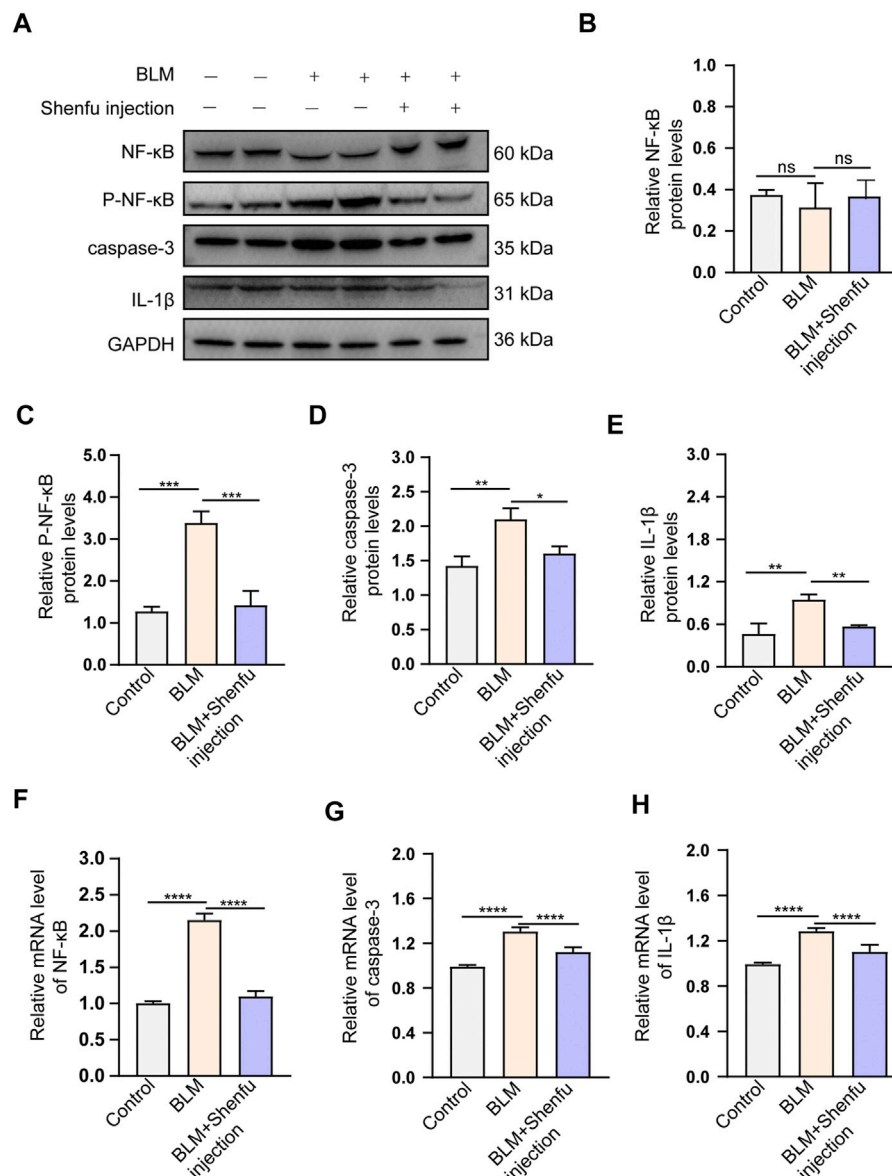 A
BLM — — + + + +
Shenfu injection — — — — + +
NF-κB 60 kDa
P-NF-κB 65 kDa
caspase-3 35 kDa
IL-1β 31 kDa
GAPDH 36 kDa
B
Relative NF-κB
protein levels
1.0
0.8
0.6
0.4
0.2
0.0
ns
ns
Control
BLM
BLM+Shenfu
injection
C
Relative P-NF-κB
protein levels
5.0
4.0
3.0
2.0
1.0
0.0
***
***
Control
BLM
BLM+Shenfu
injection
D
Relative caspase-3
protein levels
3.0
2.5
2.0
1.5
1.0
0.5
0.0
**
*
Control
BLM
BLM+Shenfu
injection
E
Relative IL-1β
protein levels
3.0
2.4
1.8
1.2
0.6
0.0
**
**
Control
BLM
BLM+Shenfu
injection
F
Relative mRNA level
of NF-κB
3.0
2.5
2.0
1.5
1.0
0.5
0.0
****
****
Control
BLM
BLM+Shenfu
injection
G
Relative mRNA level
of caspase-3
2.0
1.6
1.2
0.8
0.4
0.0
****
****
Control
BLM
BLM+Shenfu
injection
H
Relative mRNA level
of IL-1β
2.0
1.6
1.2
0.8
0.4
0.0
****
****
Control
BLM
BLM+Shenfu
injection